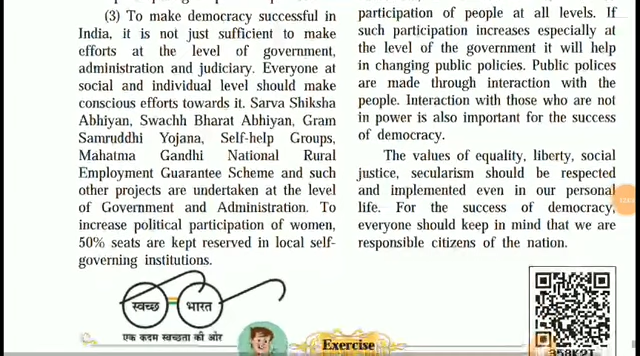 (3) To make democracy successful in
India, it is not just sufficient to make
efforts at the level of government,
administration and judiciary. Everyone at
social and individual level should make
conscious efforts towards it. Sarva Shiksha
Abhiyan, Swachh Bharat Abhiyan, Gram
Samruddhi Yojana, Self-help Groups,
Mahatma Gandhi National Rural
Employment Guarantee Scheme and such
other projects are undertaken at the level
of Government and Administration. To
increase political participation of women,
50% seats are kept reserved in local self-
governing institutions.
स्वच्छ भारत
एक कदम स्वच्छता की ओर
participation of people at all levels. If
such participation increases especially at
the level of the government it will help
in changing public policies. Public polices
are made through interaction with the
people. Interaction with those who are not
in power is also important for the success
of democracy.
The values of equality, liberty, social
justice, secularism should be respected
and implemented even in our personal
life. For the success of democracy,
everyone should keep in mind that we are
responsible citizens of the nation.
Exercise